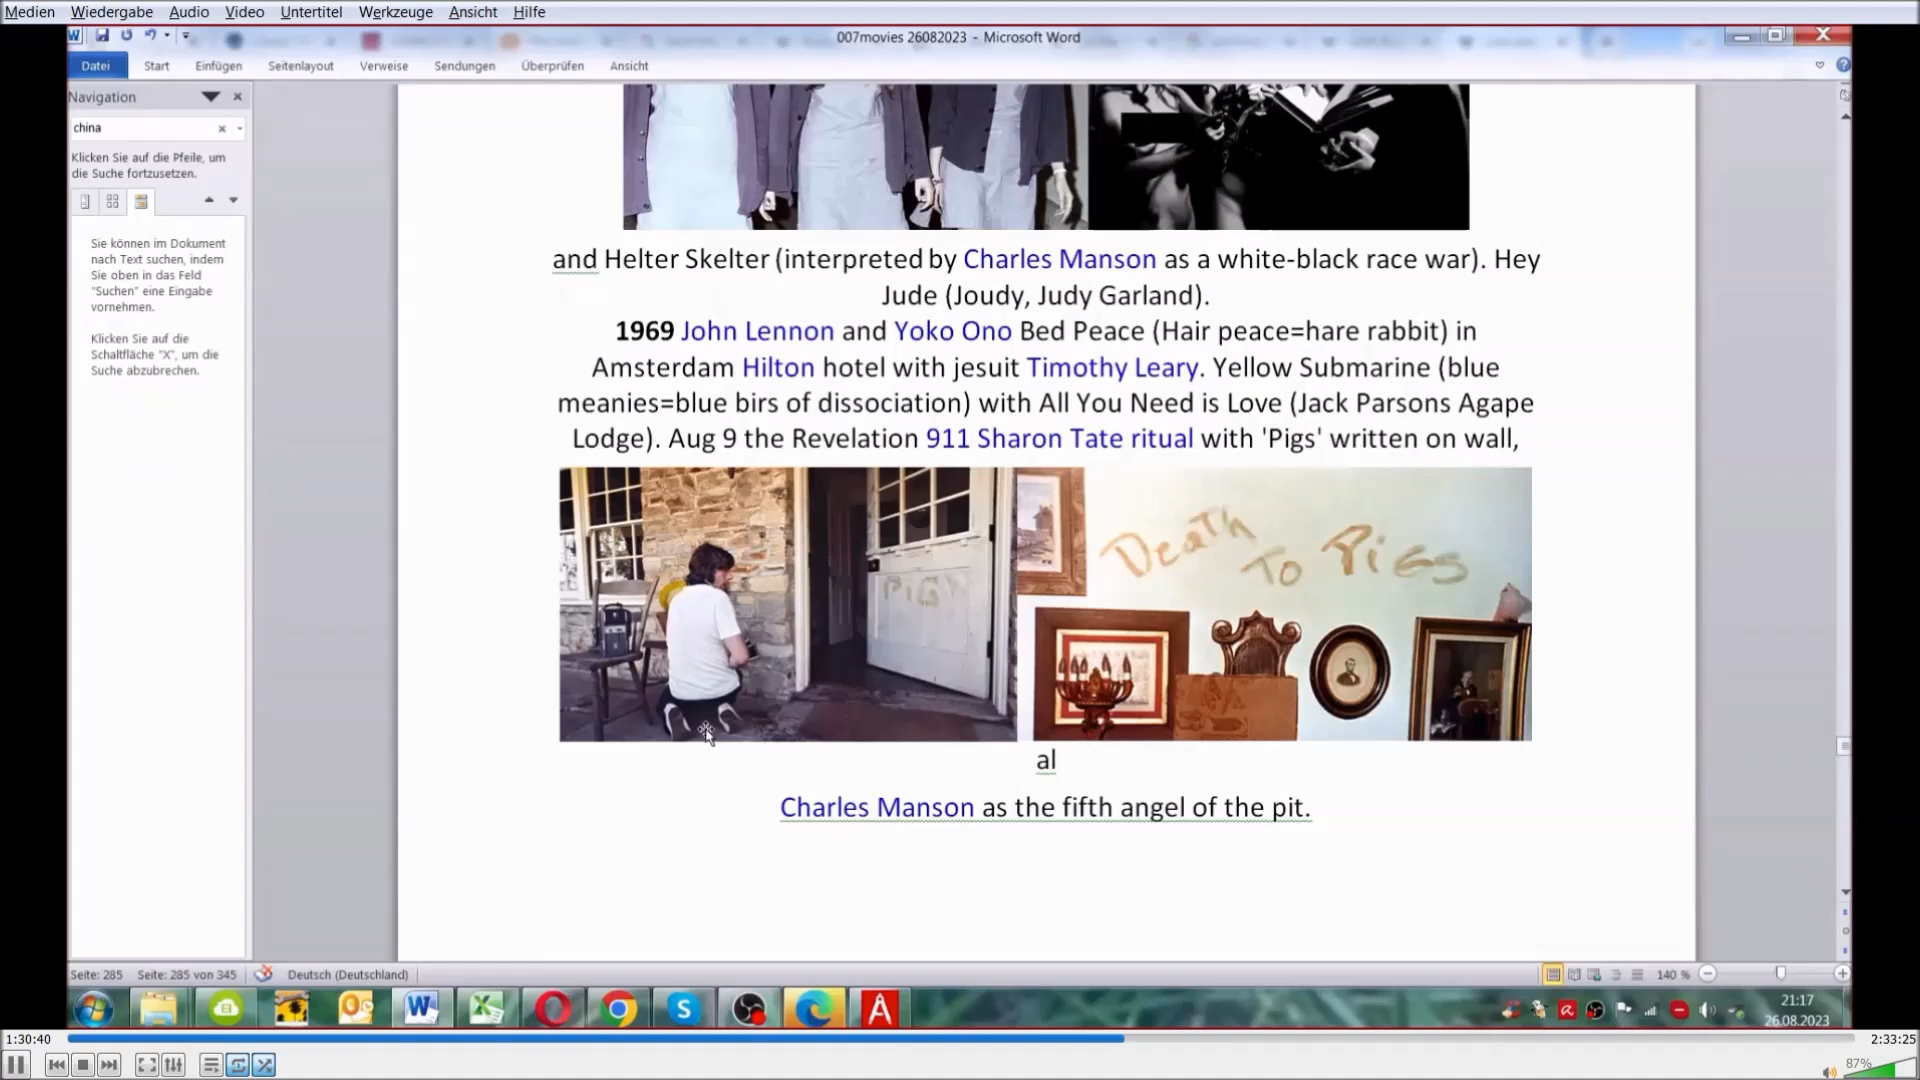 Medien Wiedergabe Audio Video Untertitel Werkzeuge Ansicht Hilfe
007movies 26082023 - Microsoft Word
Datei Start Einfügen Seitenlayout Verweise Sendungen Überprüfen Ansicht
Navigation
china
Klicken Sie auf die Pfeile, um
die Suche fortzusetzen.
Sie können im Dokument
nach Text suchen, indem
Sie oben in das Feld
"Suchen" eine Eingabe
vornehmen.
Klicken Sie auf die
Schaltfläche "X", um die
Suche abzubrechen.
and Helter Skelter (interpreted by Charles Manson as a white-black race war). Hey
Jude (Joudy, Judy Garland).
1969 John Lennon and Yoko Ono Bed Peace (Hair peace=hare rabbit) in
Amsterdam Hilton hotel with jesuit Timothy Leary. Yellow Submarine (blue
meanies=blue birs of dissociation) with All You Need is Love (Jack Parsons Agape
Lodge). Aug 9 the Revelation 911 Sharon Tate ritual with 'Pigs' written on wall,
PIG
Death To Pigs
al
Charles Manson as the fifth angel of the pit.
Seite: 285 Seite: 285 von 345 Deutsch (Deutschland) 140 %
21:17
26.08.2023
1:30:40 2:33:25
87%